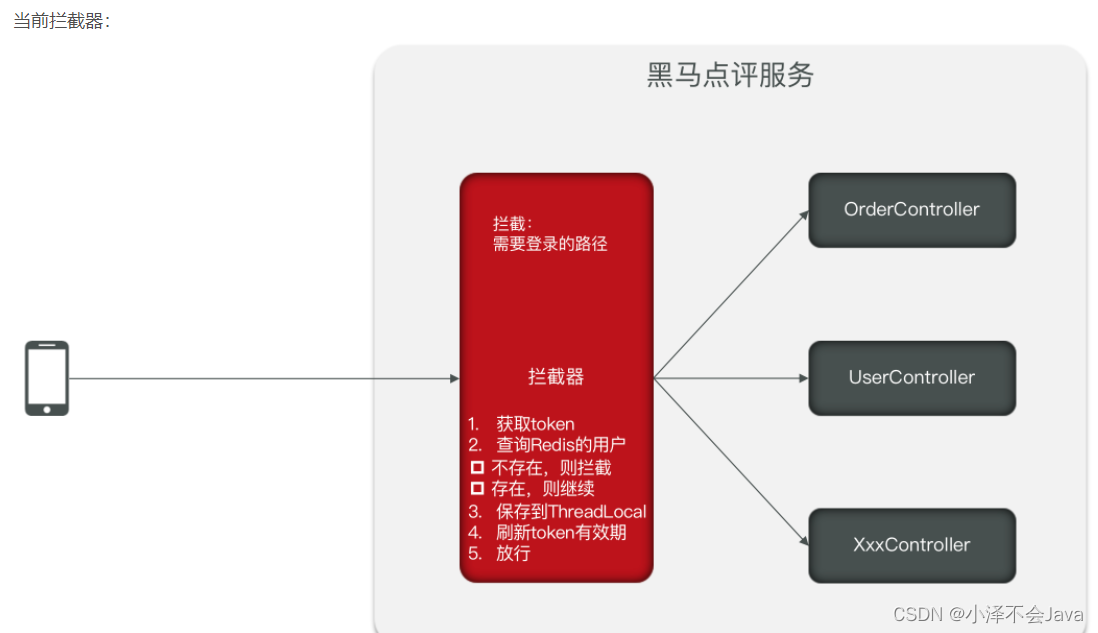 当前拦截器：
黑马点评服务
拦截：
需要登录的路径
拦截器
1. 获取token
2. 查询Redis的用户
不存在，则拦截
存在，则继续
3. 保存到ThreadLocal
4. 刷新token有效期
5. 放行
OrderController
UserController
XxxController
CSDN @小泽不会Java